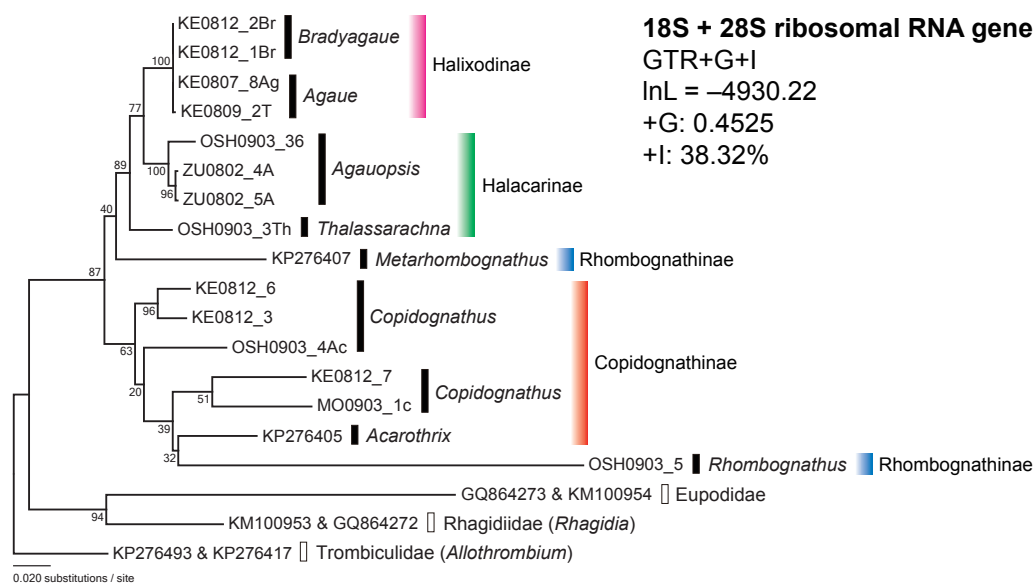 18S + 28S ribosomal RNA gene
GTR+G+I
lnL = –4930.22
+G: 0.4525
+I: 38.32%
KE0812_2Br
KE0812_1Br
Bradyagaue
KE0807_8Ag
KE0809_2T
Agaue
Halixodinae
OSH0903_36
ZU0802_4A
ZU0802_5A
Agauopsis
OSH0903_3Th
Thalassarachna
Halacarinae
KP276407
Metarhombognathus
Rhombognathinae
KE0812_6
KE0812_3
OSH0903_4Ac
Copidognathus
KE0812_7
MO0903_1c
Copidognathus
KP276405
Acarothrix
Copidognathinae
OSH0903_5
Rhombognathus
Rhombognathinae
GQ864273 & KM100954
Eupodidae
KM100953 & GQ864272
Rhagidiidae (Rhagidia)
KP276493 & KP276417
Trombiculidae (Allothrombium)
100
77
100
96
89
40
87
96
63
20
51
39
32
94
0.020 substitutions / site